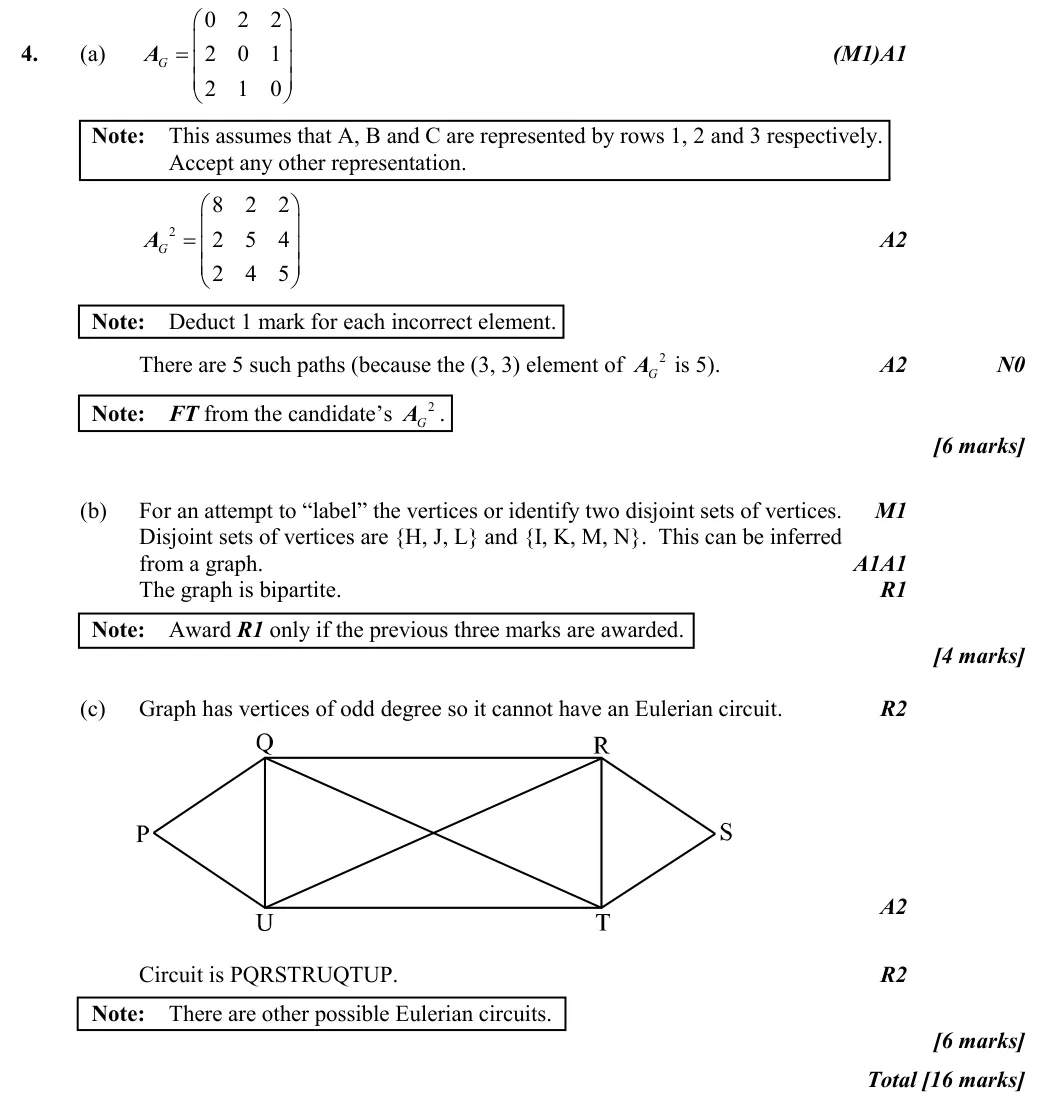 4. (a) A_G = (0 2 2
2 0 1
2 1 0) (M1)A1
Note: This assumes that A, B and C are represented by rows 1, 2 and 3 respectively.
Accept any other representation.
A_G² = (8 2 2
2 5 4
2 4 5) A2
Note: Deduct 1 mark for each incorrect element.
There are 5 such paths (because the (3, 3) element of A_G² is 5). A2 N0
Note: FT from the candidate's A_G².
[6 marks]
(b) For an attempt to “label” the vertices or identify two disjoint sets of vertices. M1
Disjoint sets of vertices are {H, J, L} and {I, K, M, N}. This can be inferred
from a graph. A1A1
The graph is bipartite. R1
Note: Award R1 only if the previous three marks are awarded.
[4 marks]
(c) Graph has vertices of odd degree so it cannot have an Eulerian circuit. R2
Q R
P S
A2
U T
Circuit is PQRSTRUQTUP. R2
Note: There are other possible Eulerian circuits.
[6 marks]
Total [16 marks]